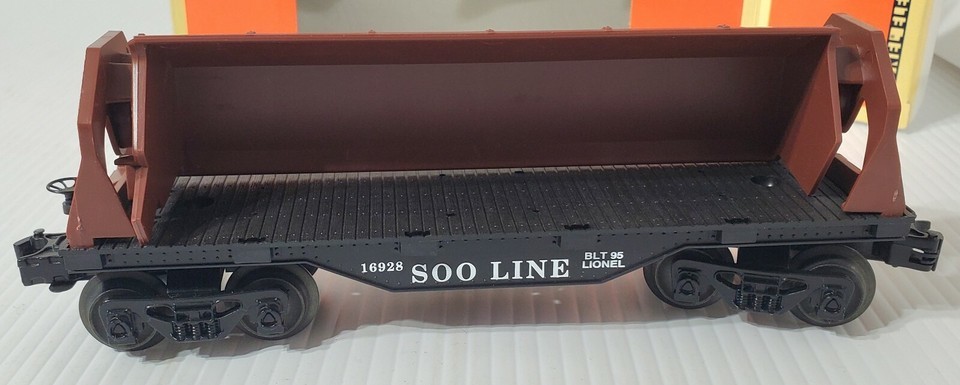 16928 SOO LINE BLT 95
LIONEL